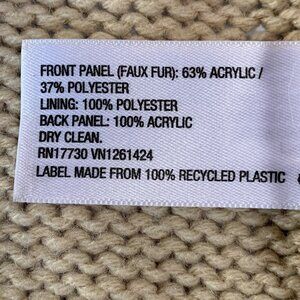 FRONT PANEL (FAUX FUR): 63% ACRYLIC /
37% POLYESTER
LINING: 100% POLYESTER
BACK PANEL: 100% ACRYLIC
DRY CLEAN.
RN17730 VN1261424
LABEL MADE FROM 100% RECYCLED PLASTIC